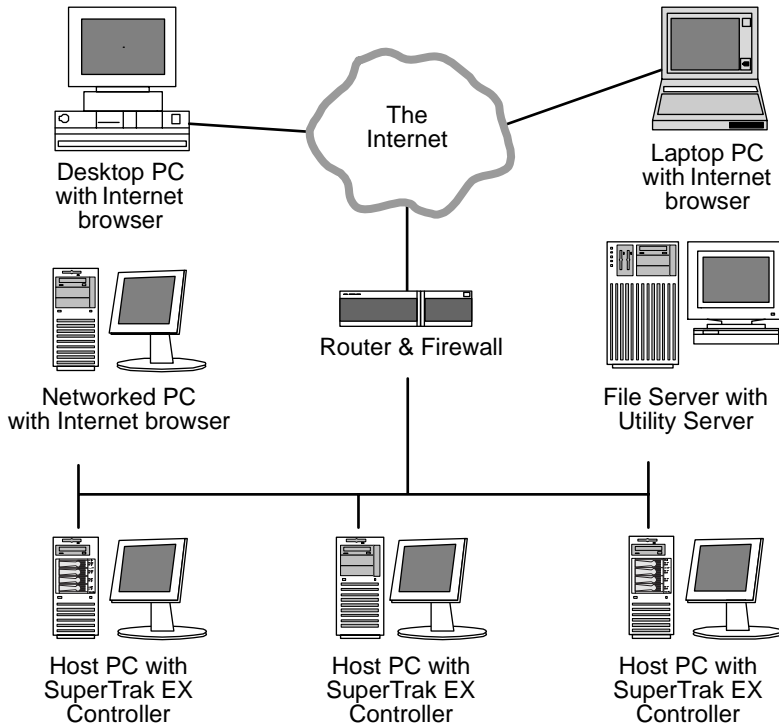 The
Internet
Desktop PC
with Internet
browser
Laptop PC
with Internet
browser
Router & Firewall
Networked PC
with Internet browser
File Server with
Utility Server
Host PC with
SuperTrak EX
Controller
Host PC with
SuperTrak EX
Controller
Host PC with
SuperTrak EX
Controller